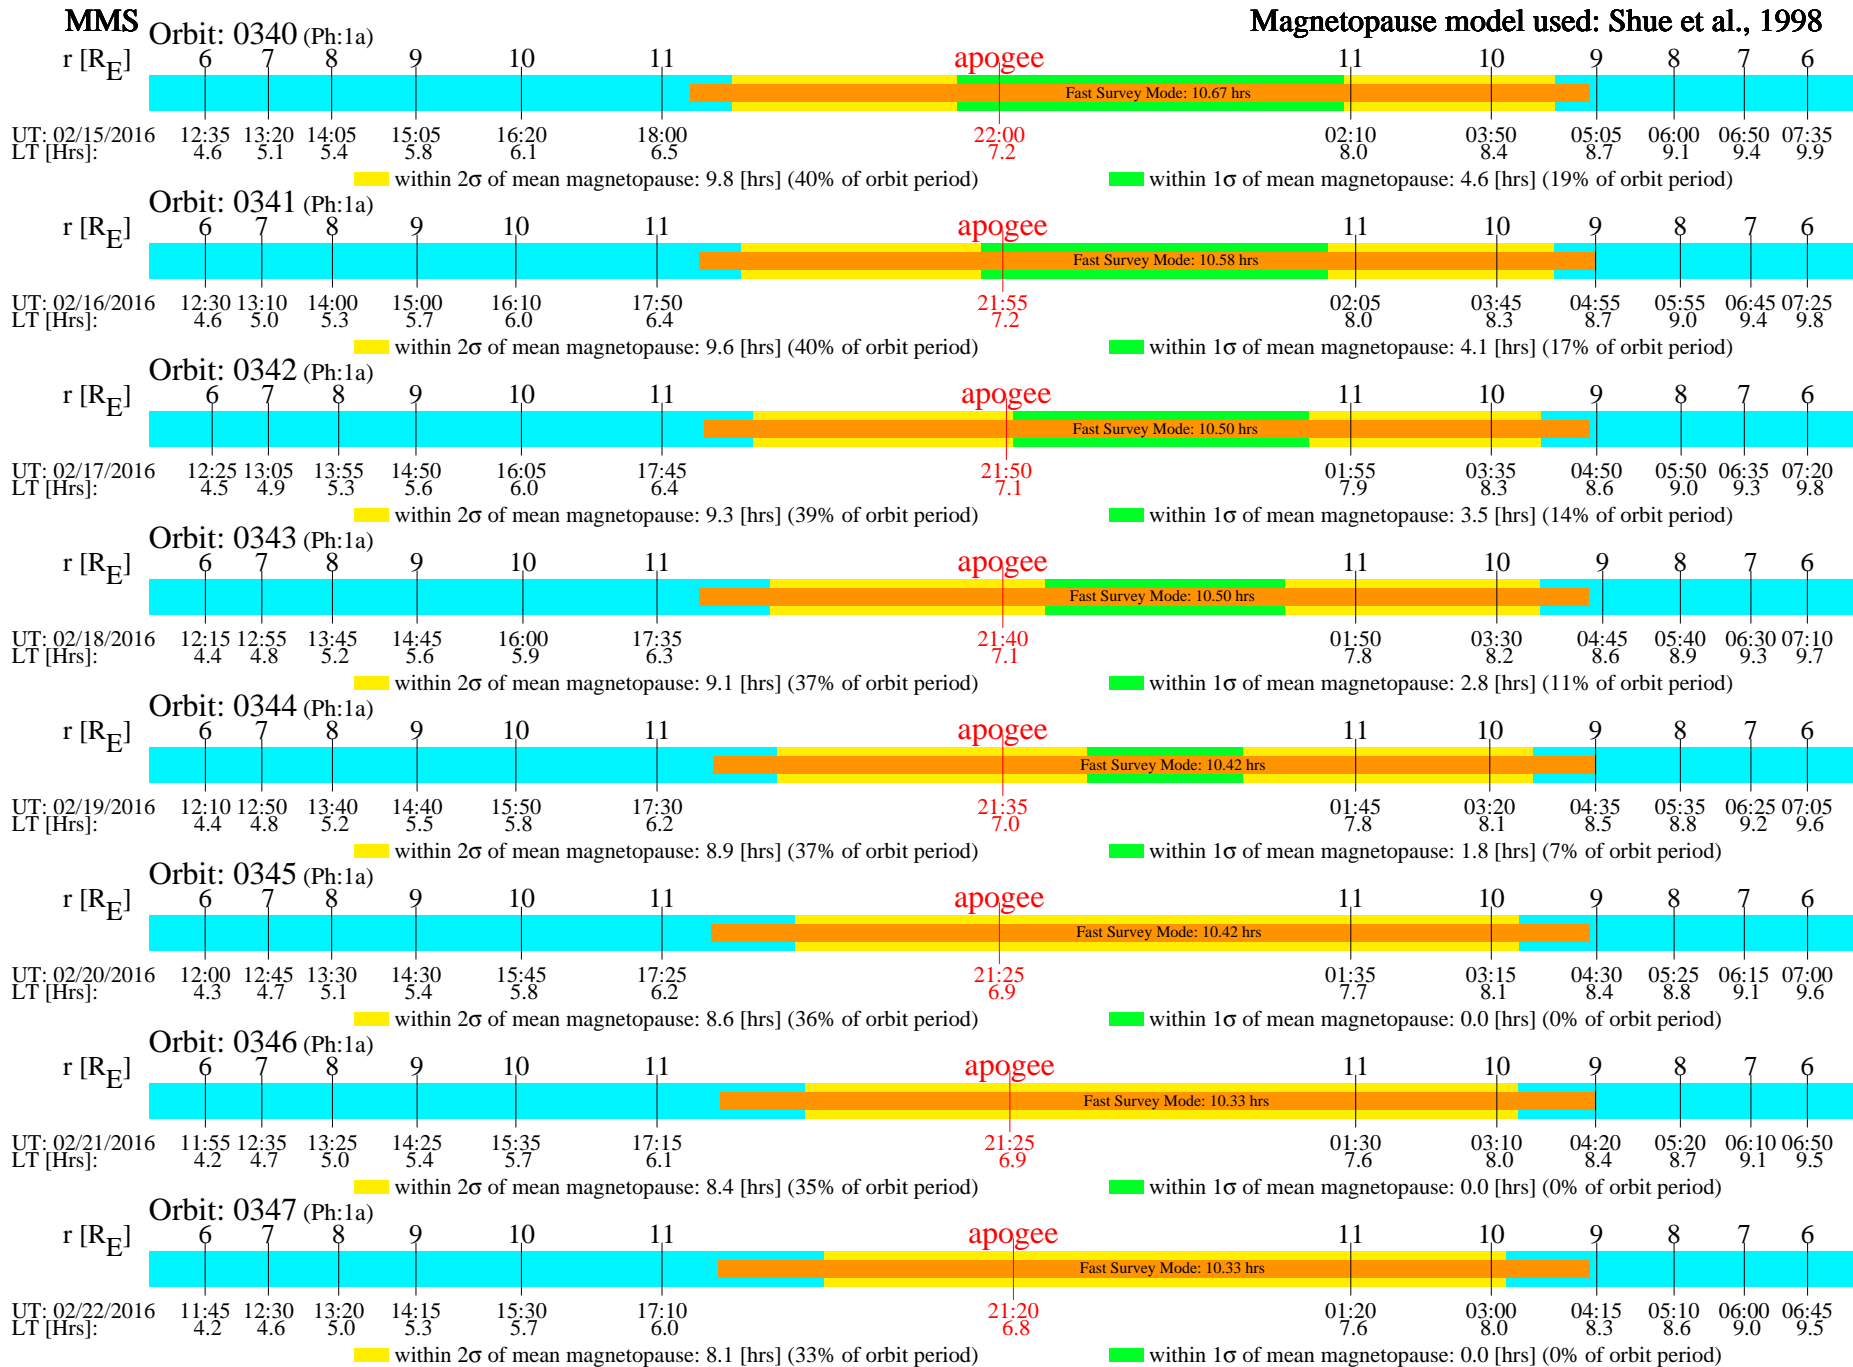 MMS Magnetopause model used: Shue et al., 1998
Orbit: 0340 (Ph:1a)
r [RE] 6 7 8 9 10 11 apogee 11 10 9 8 7 6
Fast Survey Mode: 10.67 hrs
UT: 02/15/2016 12:35 13:20 14:05 15:05 16:20 18:00 22:00 02:10 03:50 05:05 06:00 06:50 07:35
LT [Hrs]: 4.6 5.1 5.4 5.8 6.1 6.5 7.2 8.0 8.4 8.7 9.1 9.4 9.9
within 2σ of mean magnetopause: 9.8 [hrs] (40% of orbit period) within 1σ of mean magnetopause: 4.6 [hrs] (19% of orbit period)
Orbit: 0341 (Ph:1a)
r [RE] 6 7 8 9 10 11 apogee 11 10 9 8 7 6
Fast Survey Mode: 10.58 hrs
UT: 02/16/2016 12:30 13:10 14:00 15:00 16:10 17:50 21:55 02:05 03:45 04:55 05:55 06:45 07:25
LT [Hrs]: 4.6 5.0 5.3 5.7 6.0 6.4 7.2 8.0 8.3 8.7 9.0 9.4 9.8
within 2σ of mean magnetopause: 9.6 [hrs] (40% of orbit period) within 1σ of mean magnetopause: 4.1 [hrs] (17% of orbit period)
Orbit: 0342 (Ph:1a)
r [RE] 6 7 8 9 10 11 apogee 11 10 9 8 7 6
Fast Survey Mode: 10.50 hrs
UT: 02/17/2016 12:25 13:05 13:55 14:50 16:05 17:45 21:50 01:55 03:35 04:50 05:50 06:35 07:20
LT [Hrs]: 4.5 4.9 5.3 5.6 6.0 6.4 7.1 7.9 8.3 8.6 9.0 9.3 9.8
within 2σ of mean magnetopause: 9.3 [hrs] (39% of orbit period) within 1σ of mean magnetopause: 3.5 [hrs] (14% of orbit period)
Orbit: 0343 (Ph:1a)
r [RE] 6 7 8 9 10 11 apogee 11 10 9 8 7 6
Fast Survey Mode: 10.50 hrs
UT: 02/18/2016 12:15 12:55 13:45 14:45 16:00 17:35 21:40 01:50 03:30 04:45 05:40 06:30 07:10
LT [Hrs]: 4.4 4.8 5.2 5.6 5.9 6.3 7.1 7.8 8.2 8.6 8.9 9.3 9.7
within 2σ of mean magnetopause: 9.1 [hrs] (37% of orbit period) within 1σ of mean magnetopause: 2.8 [hrs] (11% of orbit period)
Orbit: 0344 (Ph:1a)
r [RE] 6 7 8 9 10 11 apogee 11 10 9 8 7 6
Fast Survey Mode: 10.42 hrs
UT: 02/19/2016 12:10 12:50 13:40 14:40 15:50 17:30 21:35 01:45 03:20 04:35 05:35 06:25 07:05
LT [Hrs]: 4.4 4.8 5.2 5.5 5.8 6.2 7.0 7.8 8.1 8.5 8.8 9.2 9.6
within 2σ of mean magnetopause: 8.9 [hrs] (37% of orbit period) within 1σ of mean magnetopause: 1.8 [hrs] (7% of orbit period)
Orbit: 0345 (Ph:1a)
r [RE] 6 7 8 9 10 11 apogee 11 10 9 8 7 6
Fast Survey Mode: 10.42 hrs
UT: 02/20/2016 12:00 12:45 13:30 14:30 15:45 17:25 21:25 01:35 03:15 04:30 05:25 06:15 07:00
LT [Hrs]: 4.3 4.7 5.1 5.4 5.8 6.2 6.9 7.7 8.1 8.4 8.8 9.1 9.6
within 2σ of mean magnetopause: 8.6 [hrs] (36% of orbit period) within 1σ of mean magnetopause: 0.0 [hrs] (0% of orbit period)
Orbit: 0346 (Ph:1a)
r [RE] 6 7 8 9 10 11 apogee 11 10 9 8 7 6
Fast Survey Mode: 10.33 hrs
UT: 02/21/2016 11:55 12:35 13:25 14:25 15:35 17:15 21:25 01:30 03:10 04:20 05:20 06:10 06:50
LT [Hrs]: 4.2 4.7 5.0 5.4 5.7 6.1 6.9 7.6 8.0 8.4 8.7 9.1 9.5
within 2σ of mean magnetopause: 8.4 [hrs] (35% of orbit period) within 1σ of mean magnetopause: 0.0 [hrs] (0% of orbit period)
Orbit: 0347 (Ph:1a)
r [RE] 6 7 8 9 10 11 apogee 11 10 9 8 7 6
Fast Survey Mode: 10.33 hrs
UT: 02/22/2016 11:45 12:30 13:20 14:15 15:30 17:10 21:20 01:20 03:00 04:15 05:10 06:00 06:45
LT [Hrs]: 4.2 4.6 5.0 5.3 5.7 6.0 6.8 7.6 8.0 8.3 8.6 9.0 9.5
within 2σ of mean magnetopause: 8.1 [hrs] (33% of orbit period) within 1σ of mean magnetopause: 0.0 [hrs] (0% of orbit period)